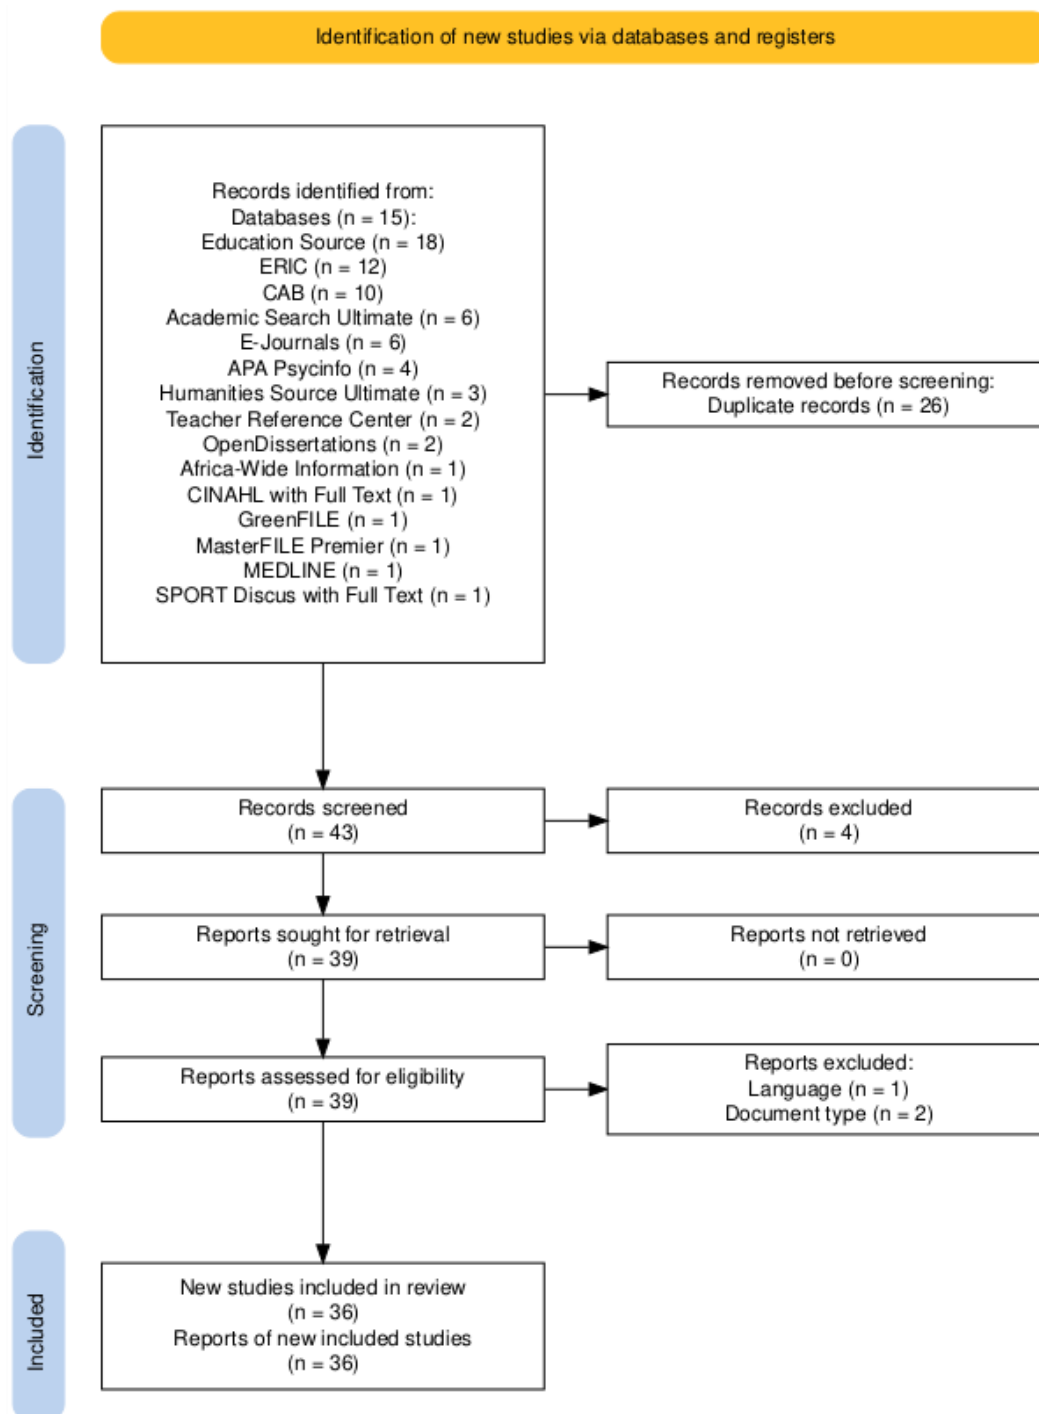 Identification of new studies via databases and registers
Identification
Records identified from:
Databases (n = 15):
Education Source (n = 18)
ERIC (n = 12)
CAB (n = 10)
Academic Search Ultimate (n = 6)
E-Journals (n = 6)
APA Psycinfo (n = 4)
Humanities Source Ultimate (n = 3)
Teacher Reference Center (n = 2)
OpenDissertations (n = 2)
Africa-Wide Information (n = 1)
CINAHL with Full Text (n = 1)
GreenFILE (n = 1)
MasterFILE Premier (n = 1)
MEDLINE (n = 1)
SPORT Discus with Full Text (n = 1)
Records removed before screening:
Duplicate records (n = 26)
Screening
Records screened
(n = 43)
Records excluded
(n = 4)
Reports sought for retrieval
(n = 39)
Reports not retrieved
(n = 0)
Reports assessed for eligibility
(n = 39)
Reports excluded:
Language (n = 1)
Document type (n = 2)
Included
New studies included in review
(n = 36)
Reports of new included studies
(n = 36)